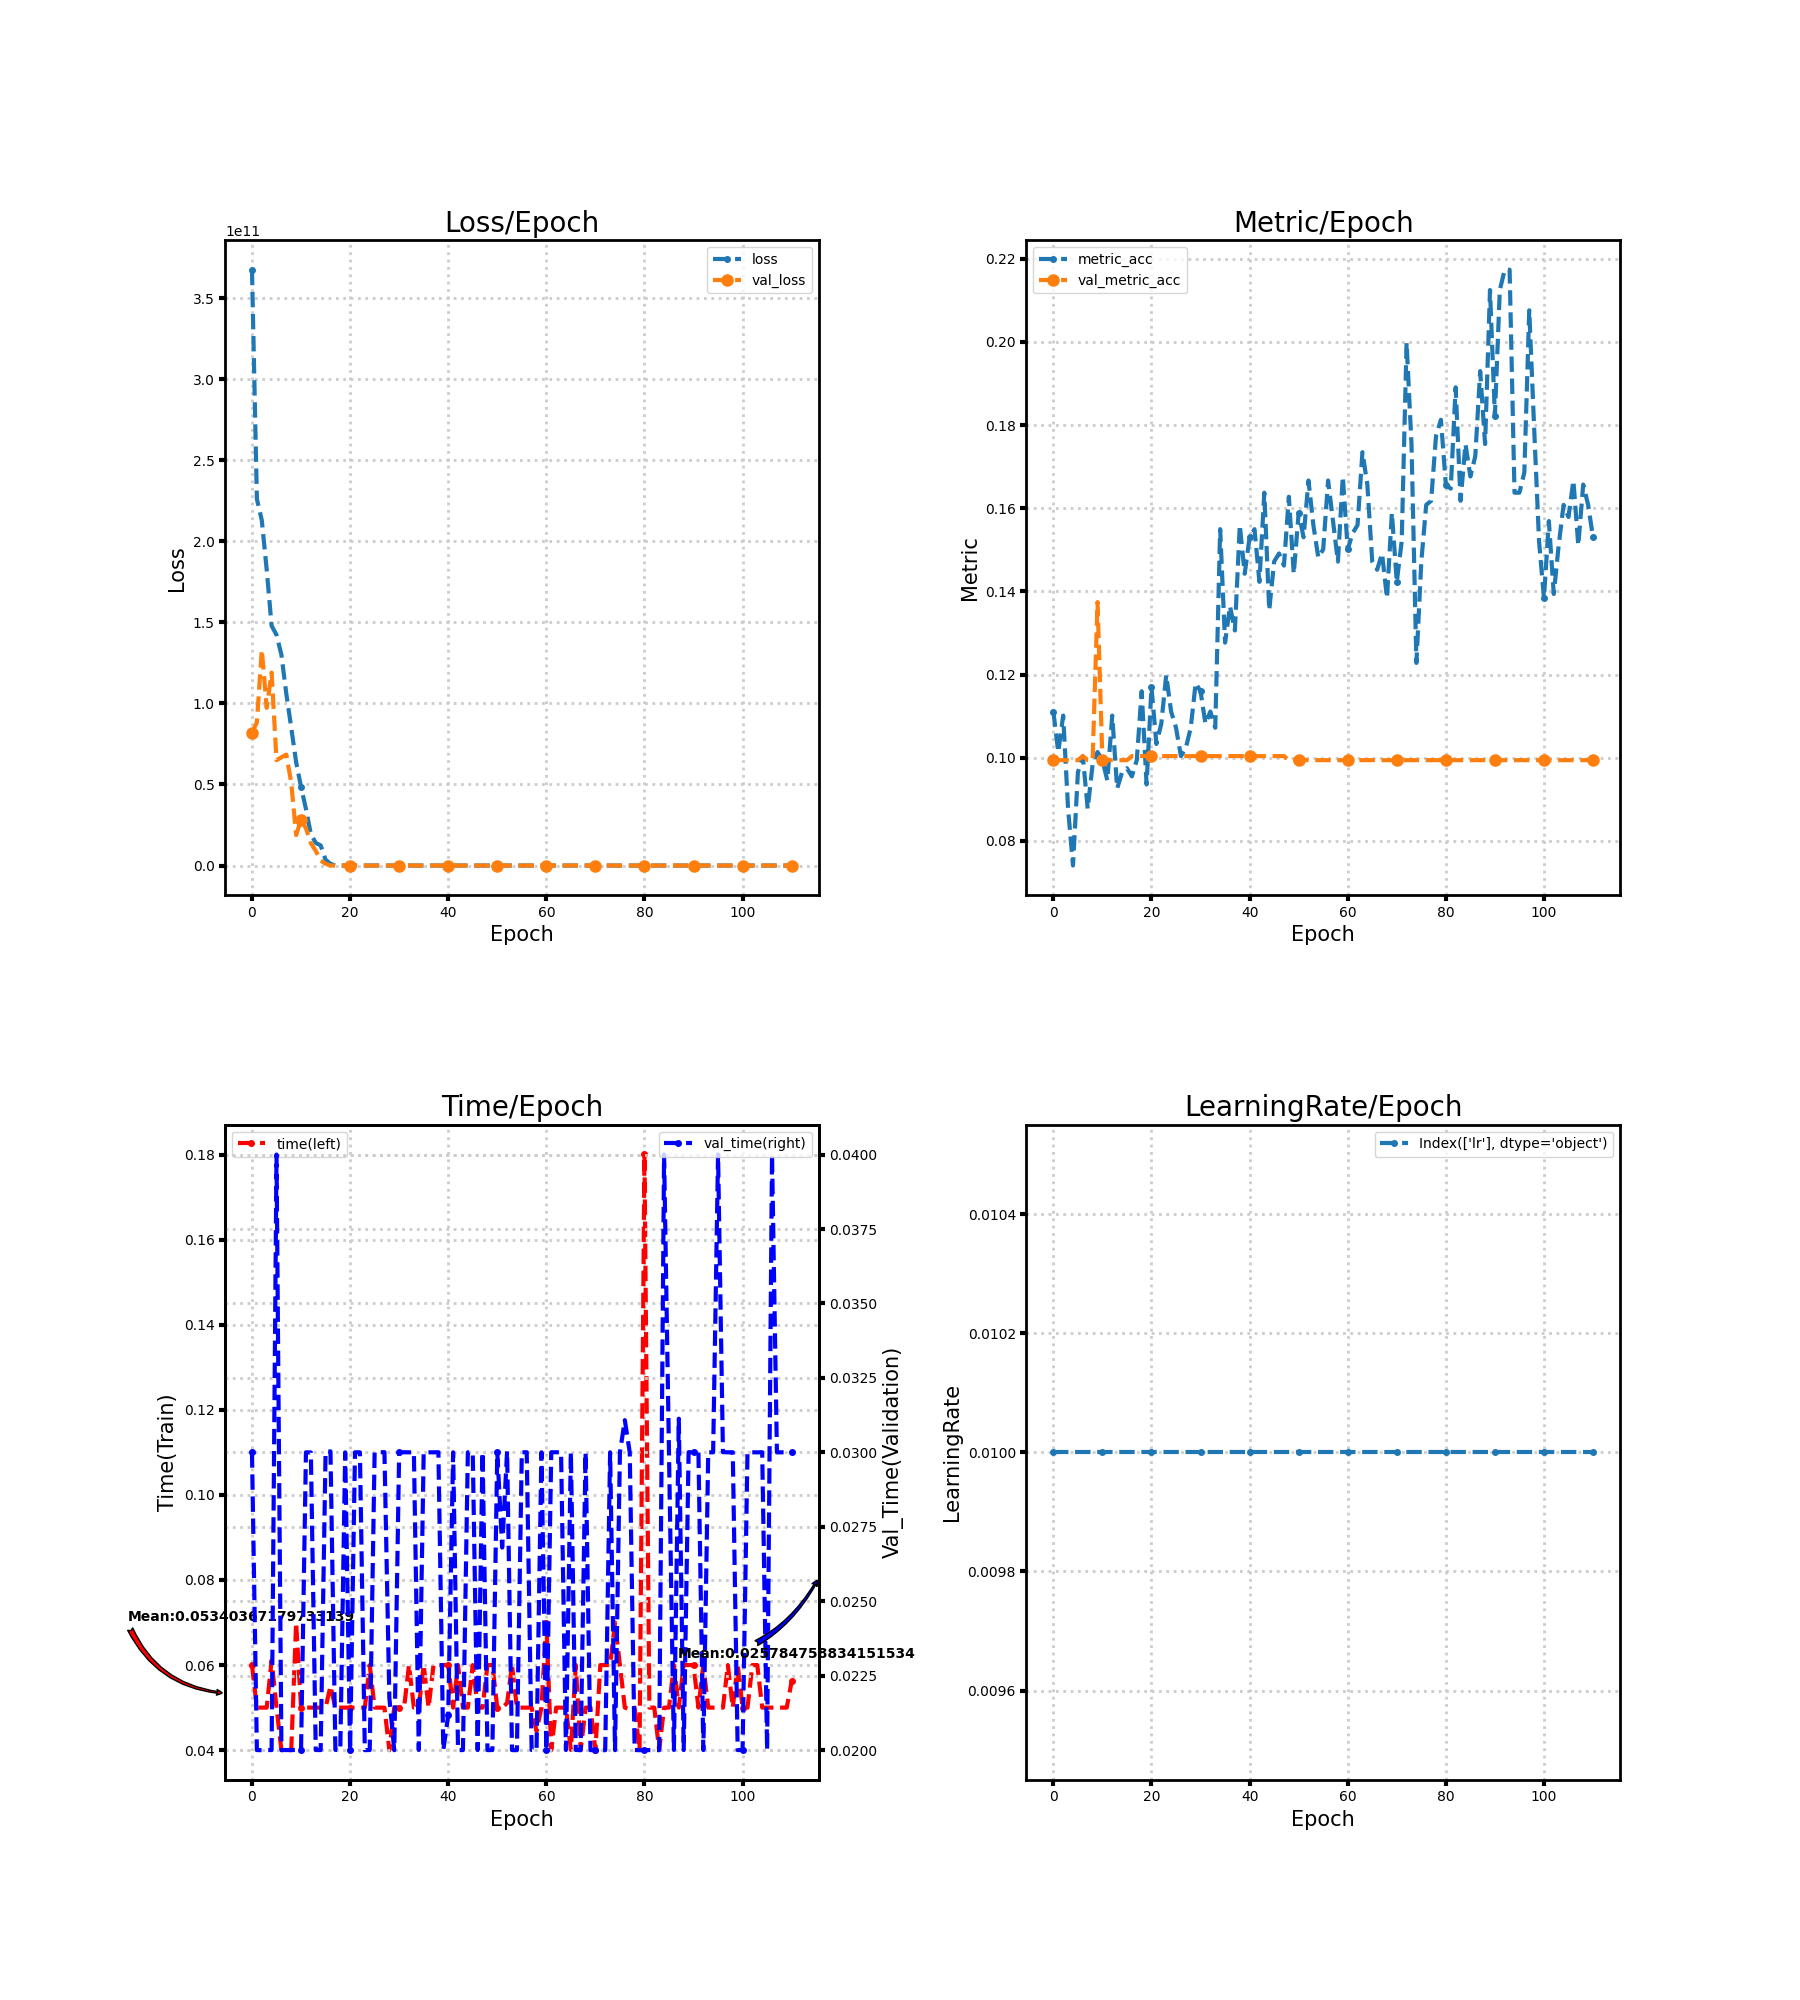 Loss/Epoch
1e11
loss
val_loss
3.5
3.0
2.5
2.0
1.5
1.0
0.5
0.0
Loss
0 20 40 60 80 100
Epoch
Metric/Epoch
metric_acc
val_metric_acc
0.22
0.20
0.18
0.16
0.14
0.12
0.10
0.08
Metric
0 20 40 60 80 100
Epoch
Time/Epoch
time(left)
val_time(right)
0.18
0.16
0.14
0.12
0.10
0.08
0.06
0.04
Time(Train)
0.0400
0.0375
0.0350
0.0325
0.0300
0.0275
0.0250
0.0225
0.0200
Val_Time(Validation)
Mean:0.05340367179733139
Mean:0.025784758834151534
0 20 40 60 80 100
Epoch
LearningRate/Epoch
Index(['lr'], dtype='object')
0.0104
0.0102
0.0100
0.0098
0.0096
LearningRate
0 20 40 60 80 100
Epoch